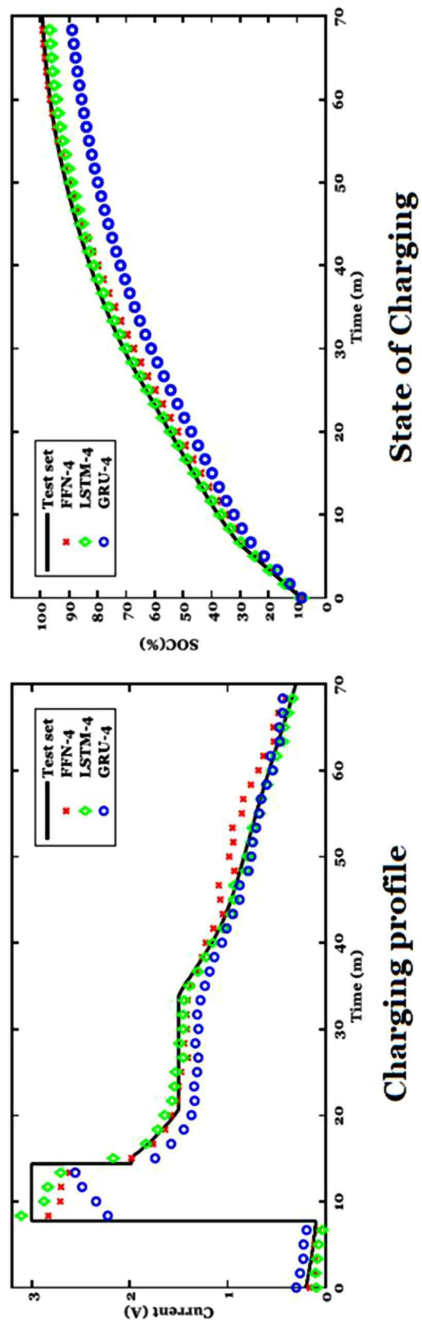 Test set
FFN-4
LSTM-4
GRU-4
3
2
1
0
Current (A)
0
10
20
30
40
50
60
70
Time (m)
Charging profile
Test set
FFN-4
LSTM-4
GRU-4
100
90
80
70
60
50
40
30
20
10
0
SOC(%)
0
10
20
30
40
50
60
70
Time (m)
State of Charging